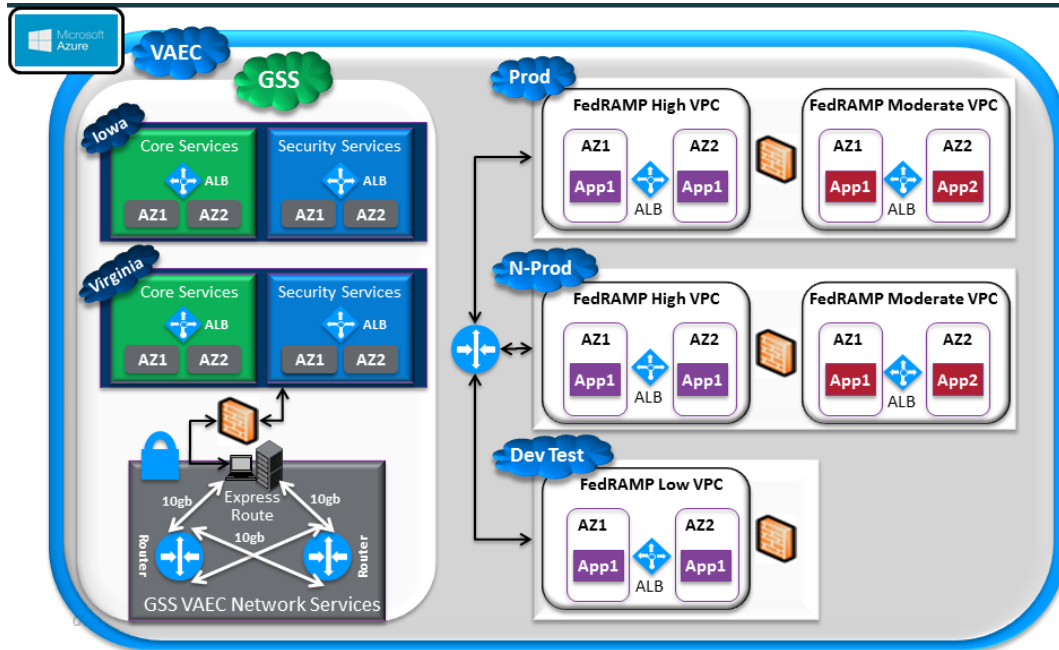 Microsoft
Azure
VAEC
GSS
Iowa
Core Services
ALB
AZ1
AZ2
Security Services
ALB
AZ1
AZ2
Virginia
Core Services
ALB
AZ1
AZ2
Security Services
ALB
AZ1
AZ2
10gb
Express
Route
10gb
10gb
Router
Router
GSS VAEC Network Services
Prod
FedRAMP High VPC
AZ1
App1
ALB
AZ2
App1
FedRAMP Moderate VPC
AZ1
App1
ALB
AZ2
App2
N-Prod
FedRAMP High VPC
AZ1
App1
ALB
AZ2
App1
FedRAMP Moderate VPC
AZ1
App1
ALB
AZ2
App2
Dev Test
FedRAMP Low VPC
AZ1
App1
ALB
AZ2
App1